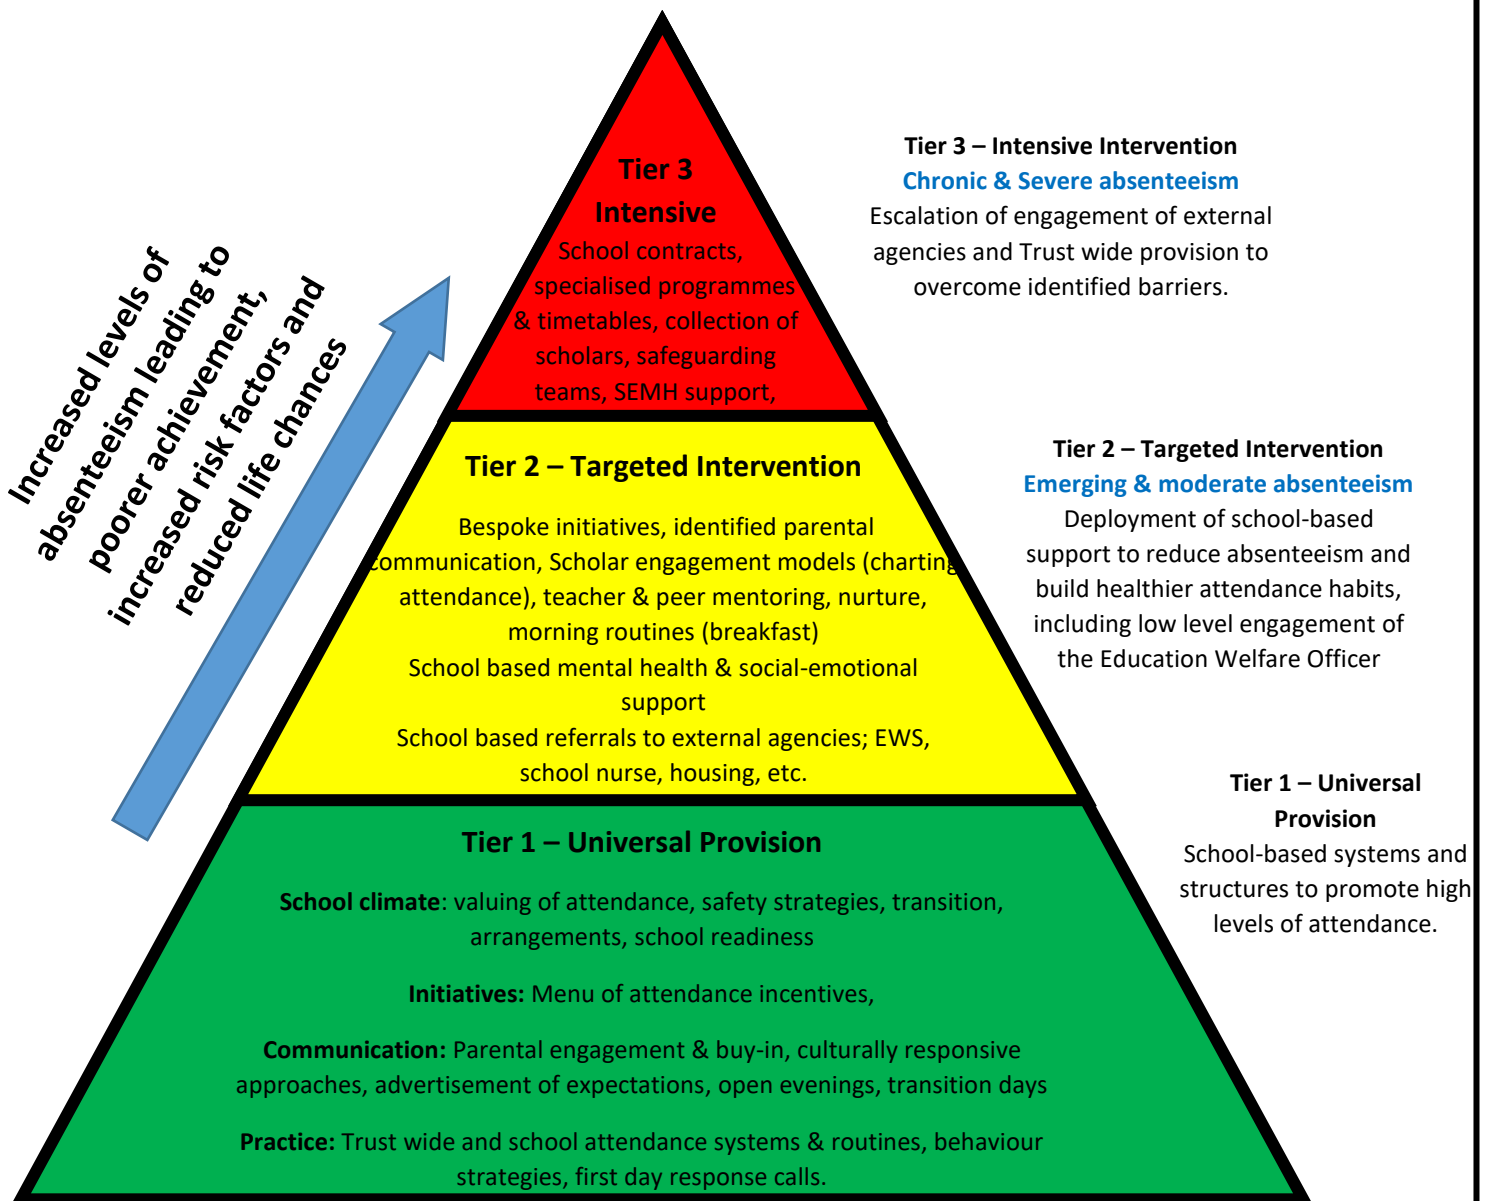 Increased levels of
absenteeism leading to
poorer achievement,
increased risk factors and
reduced life chances
Tier 3
Intensive
School contracts,
specialised programmes
& timetables, collection of
scholars, safeguarding
teams, SEMH support,
Tier 3 – Intensive Intervention
Chronic & Severe absenteeism
Escalation of engagement of external
agencies and Trust wide provision to
overcome identified barriers.
Tier 2 – Targeted Intervention
Bespoke initiatives, identified parental
communication, Scholar engagement models (charting
attendance), teacher & peer mentoring, nurture,
morning routines (breakfast)
School based mental health & social-emotional
support
School based referrals to external agencies; EWS,
school nurse, housing, etc.
Tier 2 – Targeted Intervention
Emerging & moderate absenteeism
Deployment of school-based
support to reduce absenteeism and
build healthier attendance habits,
including low level engagement of
the Education Welfare Officer
Tier 1 – Universal Provision
School climate: valuing of attendance, safety strategies, transition,
arrangements, school readiness
Initiatives: Menu of attendance incentives,
Communication: Parental engagement & buy-in, culturally responsive
approaches, advertisement of expectations, open evenings, transition days
Practice: Trust wide and school attendance systems & routines, behaviour
strategies, first day response calls.
Tier 1 – Universal
Provision
School-based systems and
structures to promote high
levels of attendance.